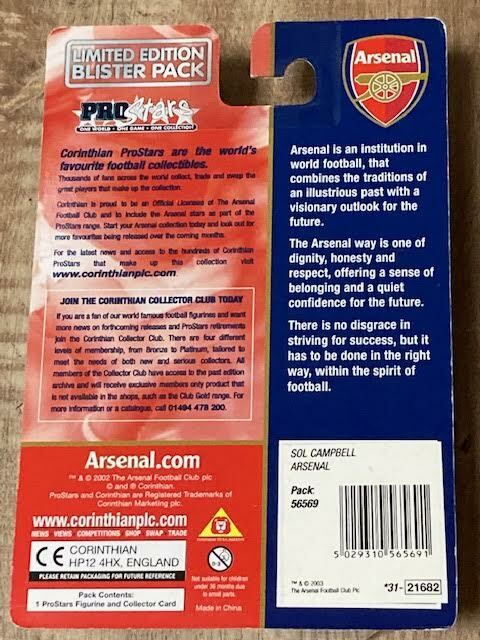 LIMITED EDITION
BLISTER PACK
PRO Stars
ONE WORLD • ONE GAME • ONE COLLECTION
Corinthian ProStars are the world's
favourite football collectibles.
Thousands of fans across the world collect, trade and swap the
great players that make up the collection.
Corinthian is proud to be an Official Licensee of The Arsenal
Football Club and to include the Arsenal stars as part of the
ProStars range. Start your Arsenal collection today and look out for
more favourites being released over the coming months.
For the latest news and access to the hundreds of Corinthian
ProStars that make up this collection visit
www.corinthianplc.com
JOIN THE CORINTHIAN COLLECTOR CLUB TODAY
If you are a fan of our world famous football figurines and want
more news on forthcoming releases and ProStars retirements
join the Corinthian Collector Club. There are four different
levels of membership, from Bronze to Platinum, tailored to
meet the needs of both new and serious collectors. All
members of the Collector Club have access to the past edition
archive and will receive exclusive members only product that
is not available in the shops, such as the Club Gold range. For
more information or a catalogue, call 01494 478 200.
Arsenal.com
™ & © 2002 The Arsenal Football Club plc
© and ® Corinthian.
ProStars and Corinthian are Registered Trademarks of
Corinthian Marketing plc.
www.corinthianplc.com
NEWS VIEWS COMPETITIONS SHOP SWAP TRADE
CE CORINTHIAN
HP12 4HX, ENGLAND
PLEASE RETAIN PACKAGING FOR FUTURE REFERENCE
Pack Contents:
1 ProStars Figurine and Collector Card
0-3
Not suitable for children
under 36 months due
to small parts.
Made in China
Arsenal
Arsenal is an institution in
world football, that
combines the traditions of
an illustrious past with a
visionary outlook for the
future.
The Arsenal way is one of
dignity, honesty and
respect, offering a sense of
belonging and a quiet
confidence for the future.
There is no disgrace in
striving for success, but it
has to be done in the right
way, within the spirit of
football.
SOL CAMPBELL
ARSENAL
Pack:
56569
5 029310 565691
™ & © 2003
The Arsenal Football Club Plc
*31- 21682